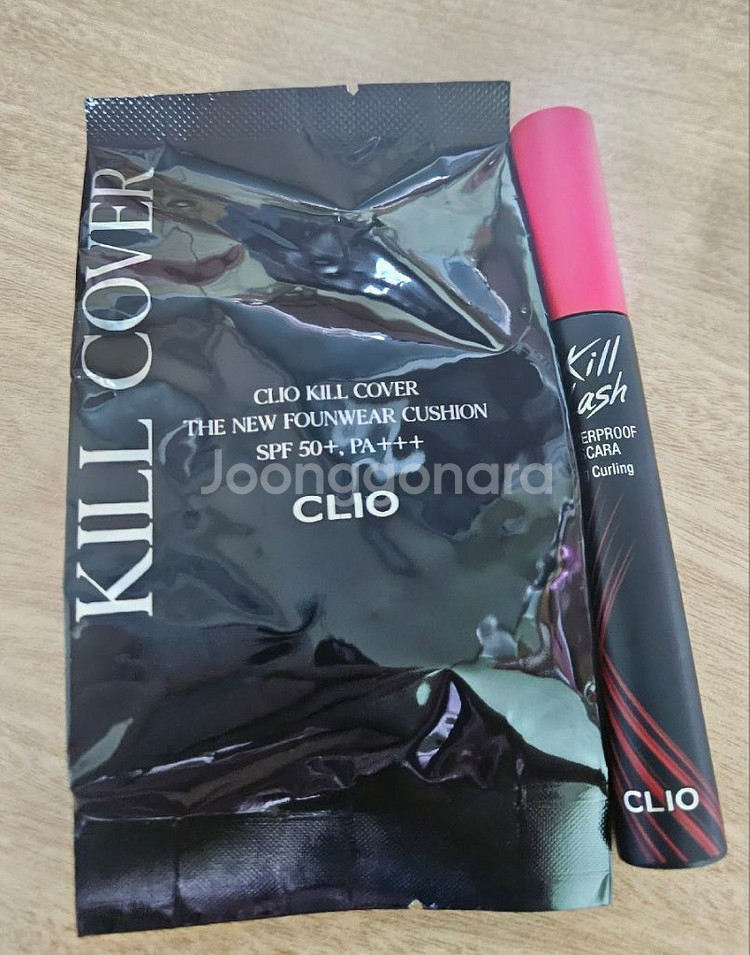 KILL COVER
CLIO KILL COVER
THE NEW FOUNWEAR CUSHION
SPF 50+, PA+++
CLIO
Joonggonara
Kill
ash
ERPROOF
CARA
Curling
CLIO